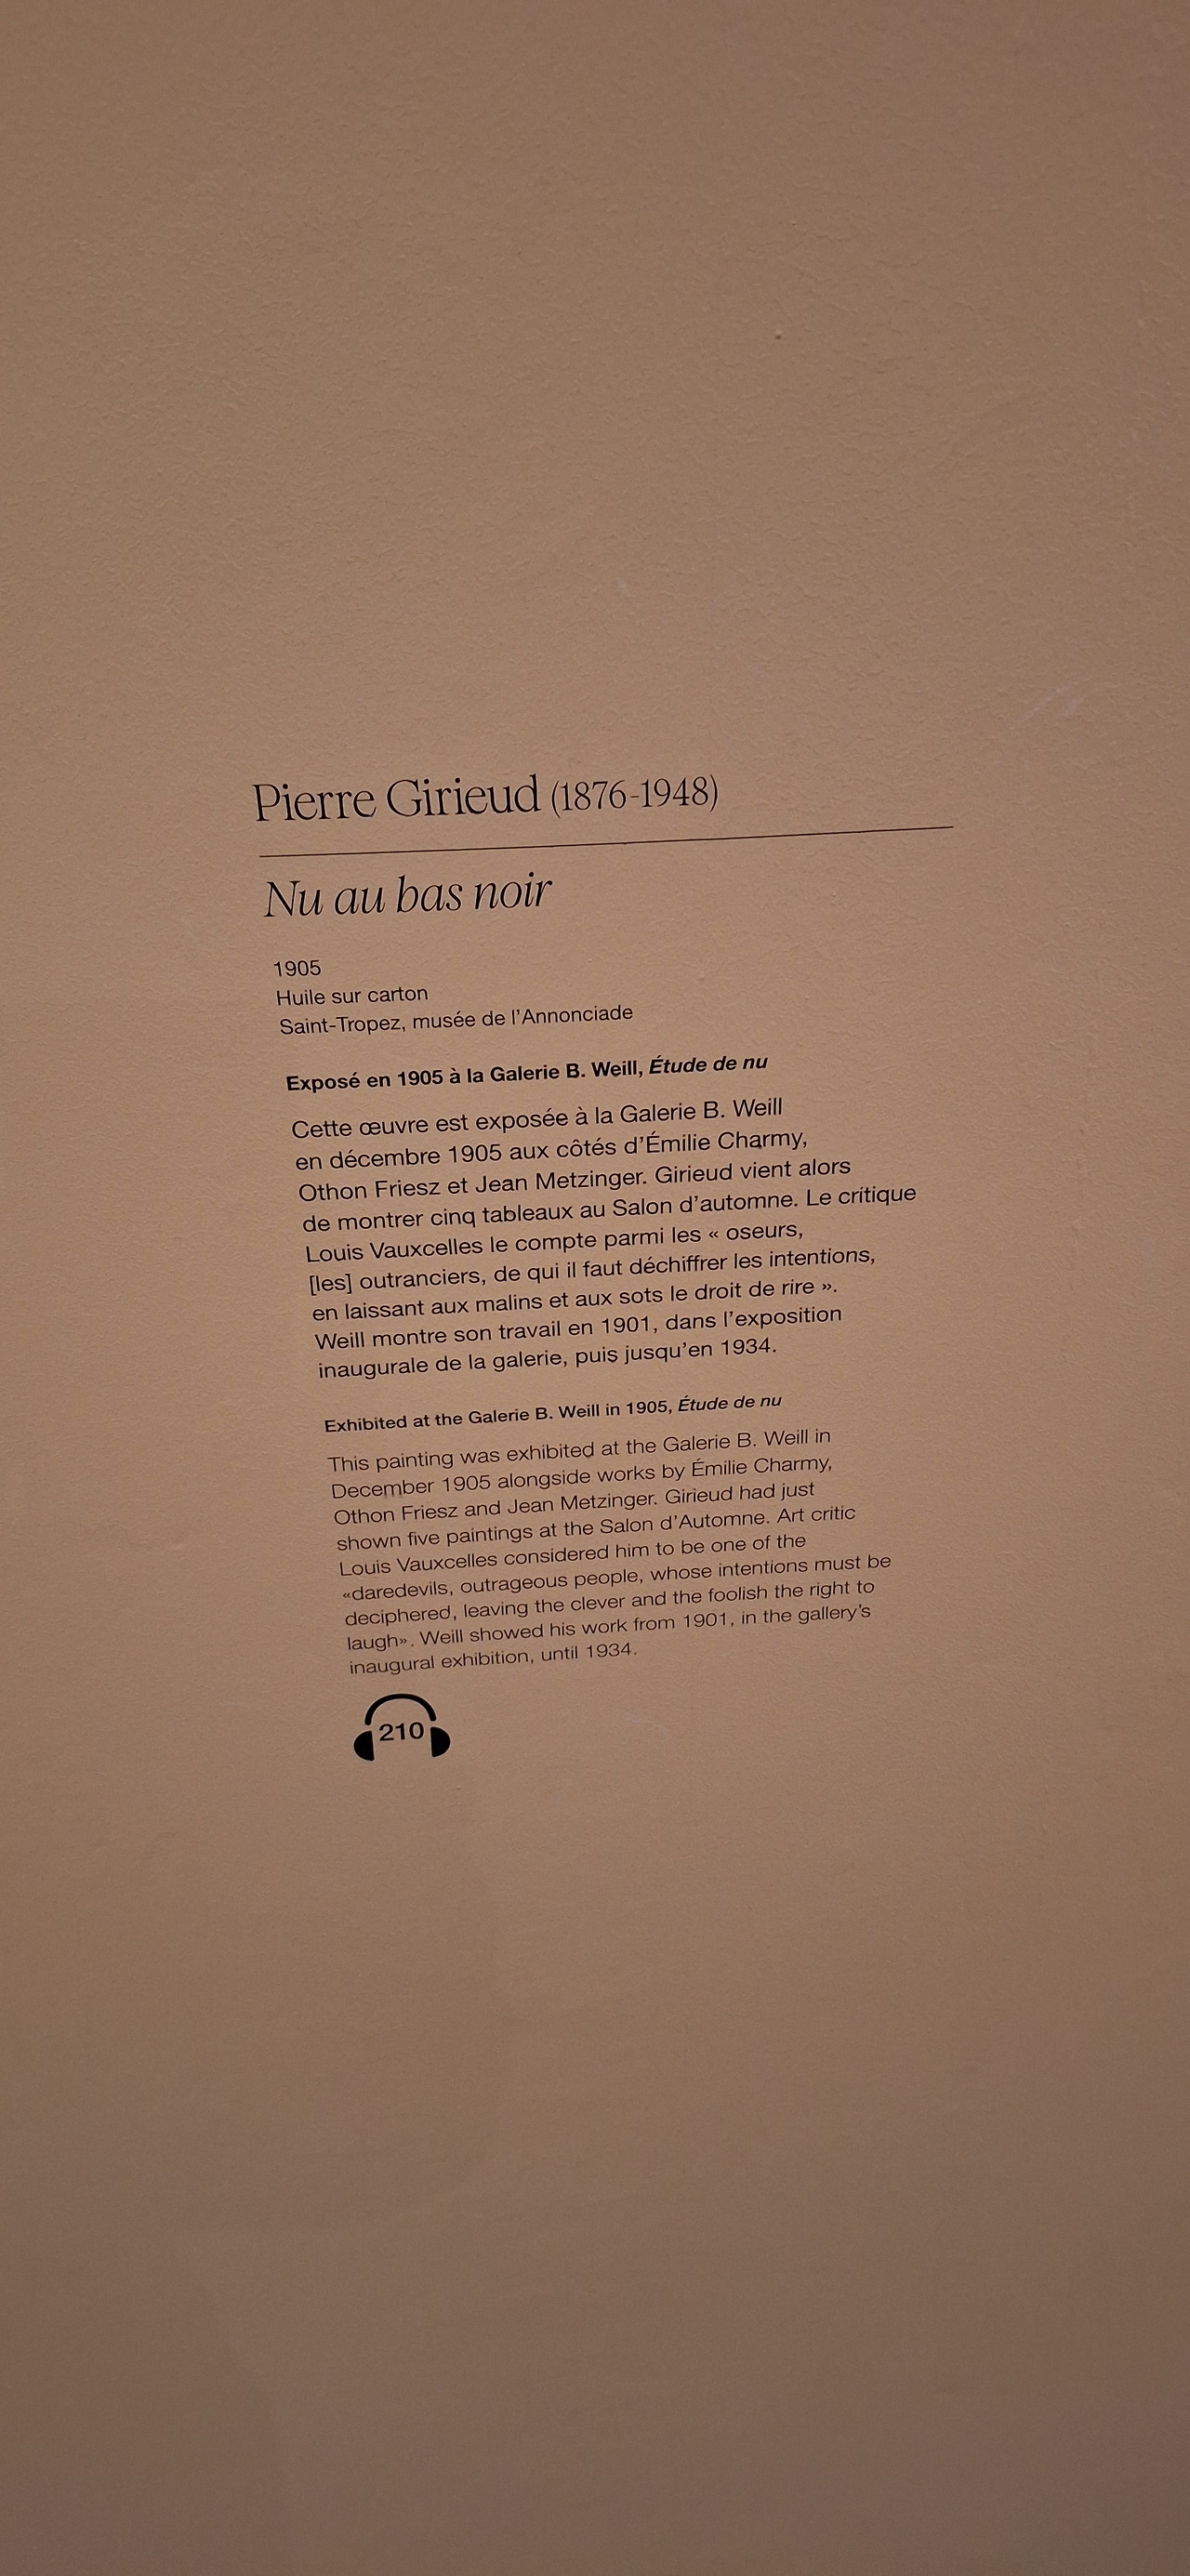 Pierre Girieud (1876-1948)
Nu au bas noir
1905
Huile sur carton
Saint-Tropez, musée de l'Annonciade
Exposé en 1905 à la Galerie B. Weill, Étude de nu
Cette œuvre est exposée à la Galerie B. Weill
en décembre 1905 aux côtés d'Émilie Charmy,
Othon Friesz et Jean Metzinger. Girieud vient alors
de montrer cinq tableaux au Salon d'automne. Le critique
Louis Vauxcelles le compte parmi les « oseurs,
[les] outranciers, de qui il faut déchiffrer les intentions,
en laissant aux malins et aux sots le droit de rire ».
Weill montre son travail en 1901, dans l'exposition
inaugurale de la galerie, puis jusqu'en 1934.
Exhibited at the Galerie B. Weill in 1905, Étude de nu
This painting was exhibited at the Galerie B. Weill in
December 1905 alongside works by Émilie Charmy,
Othon Friesz and Jean Metzinger. Girieud had just
shown five paintings at the Salon d'Automne. Art critic
Louis Vauxcelles considered him to be one of the
«daredevils, outrageous people, whose intentions must be
deciphered, leaving the clever and the foolish the right to
laugh». Weill showed his work from 1901, in the gallery's
inaugural exhibition, until 1934.
210